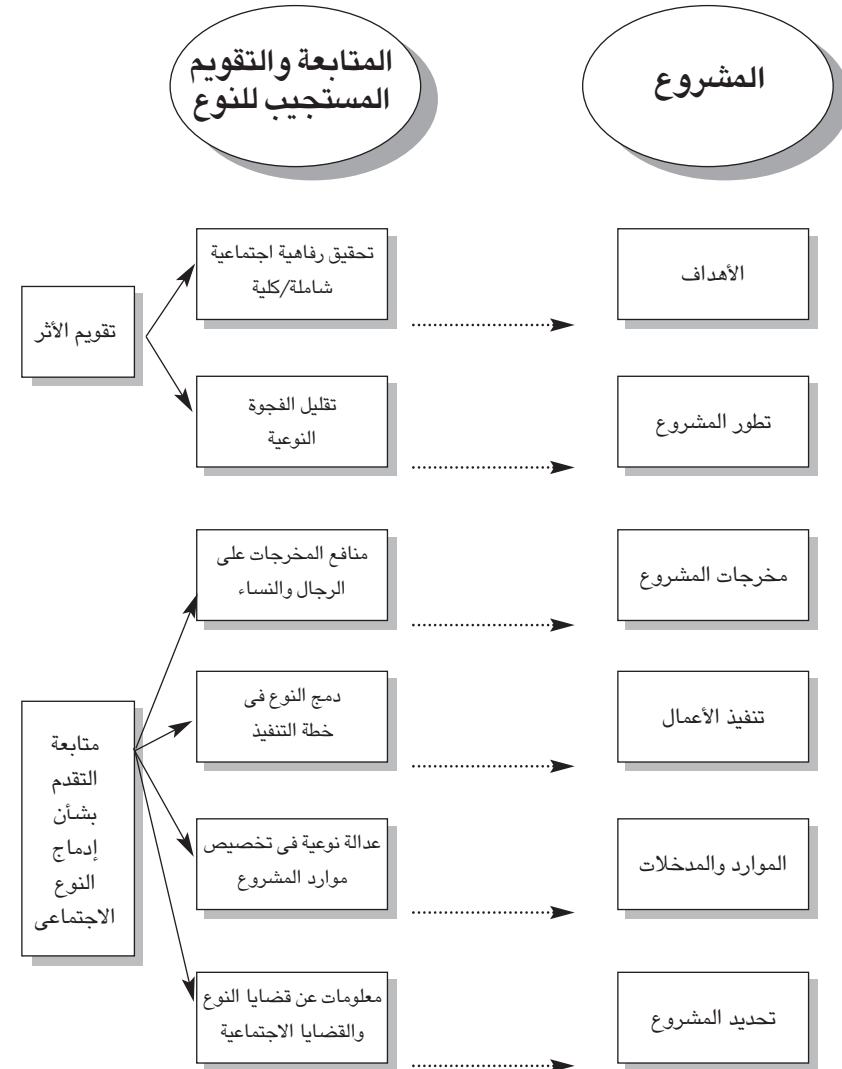 المشروع
المتابعة والتقويم
المستجيب للنوع
الأهداف
تحقيق رفاهية اجتماعية
شاملة/كلية
تقويم الأثر
تطور المشروع
تقليل الفجوة
النوعية
مخرجات المشروع
منافع المخرجات على
الرجال والنساء
تنفيذ الأعمال
دمج النوع فى
خطة التنفيذ
متابعة
التقدم
بشأن
إدماج
النوع
الاجتماعى
الموارد والمدخلات
عدالة نوعية فى تخصيص
موارد المشروع
تحديد المشروع
معلومات عن قضايا النوع
والقضايا الاجتماعية